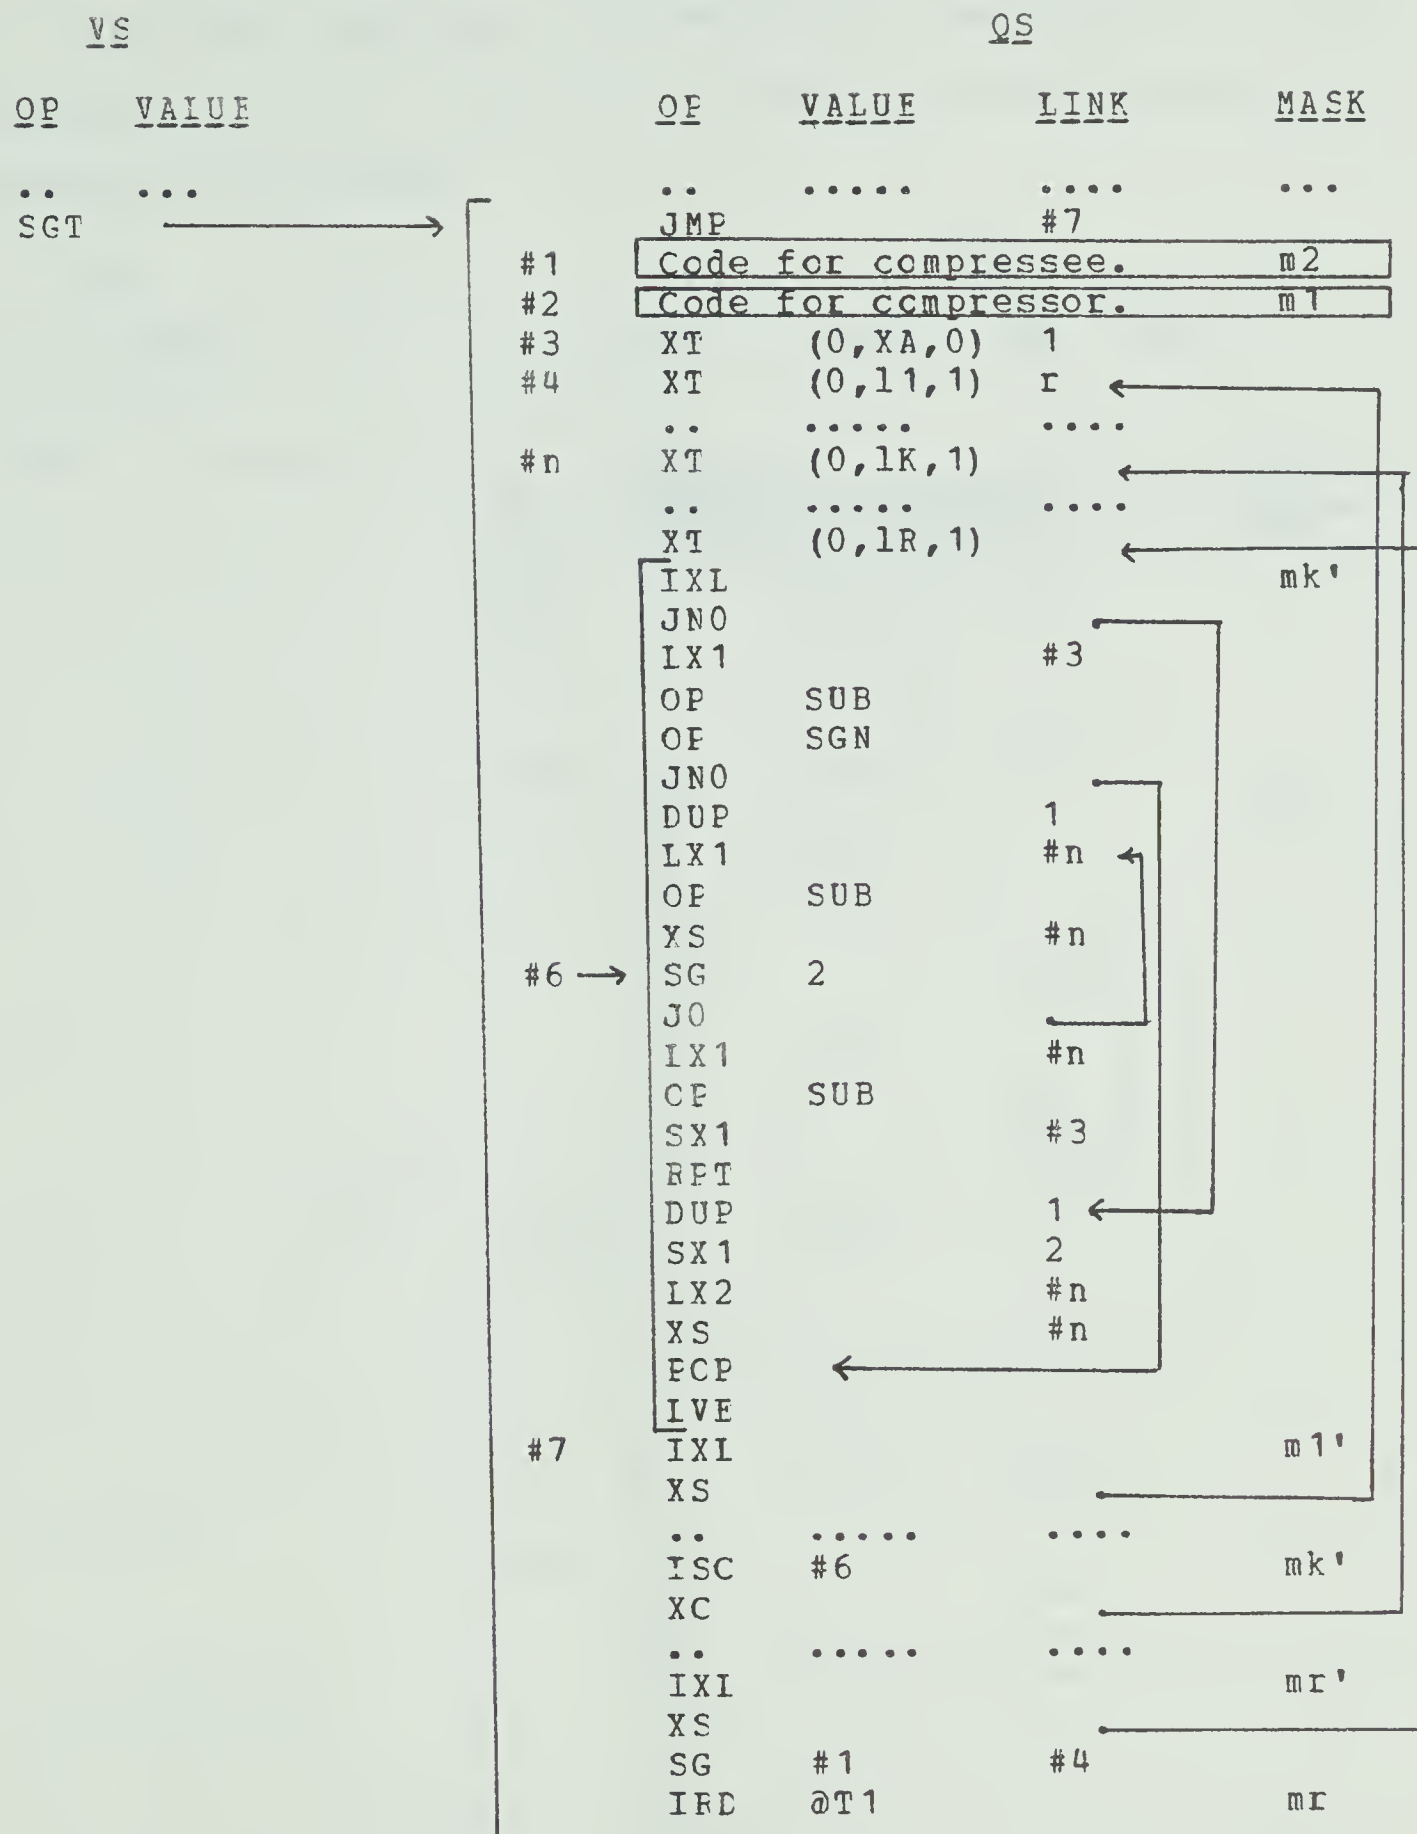 VS QS
OP VALUE OP VALUE LINK MASK
.. ... .. ..... .... ...
SGT JMP #7
#1 Code for compressee. m2
#2 Code for compressor. m1
#3 XT (0,XA,0) 1
#4 XT (0,l1,1) r
.. ..... ....
#n XT (0,lK,1)
.. ..... ....
XT (0,lR,1)
IXL mk'
JNO
LX1 #3
OP SUB
OP SGN
JNO
DUP 1
LX1 #n
OP SUB
XS #n
#6 SG 2
JO
LX1 #n
OP SUB
SX1 #3
RPT
DUP 1
SX1 2
LX2 #n
XS #n
POP
LVE
#7 IXL m1'
XS
.. ..... ....
ISC #6 mk'
XC
.. ..... ....
IXL mr'
XS
SG #1 #4
IRD @T1 mr